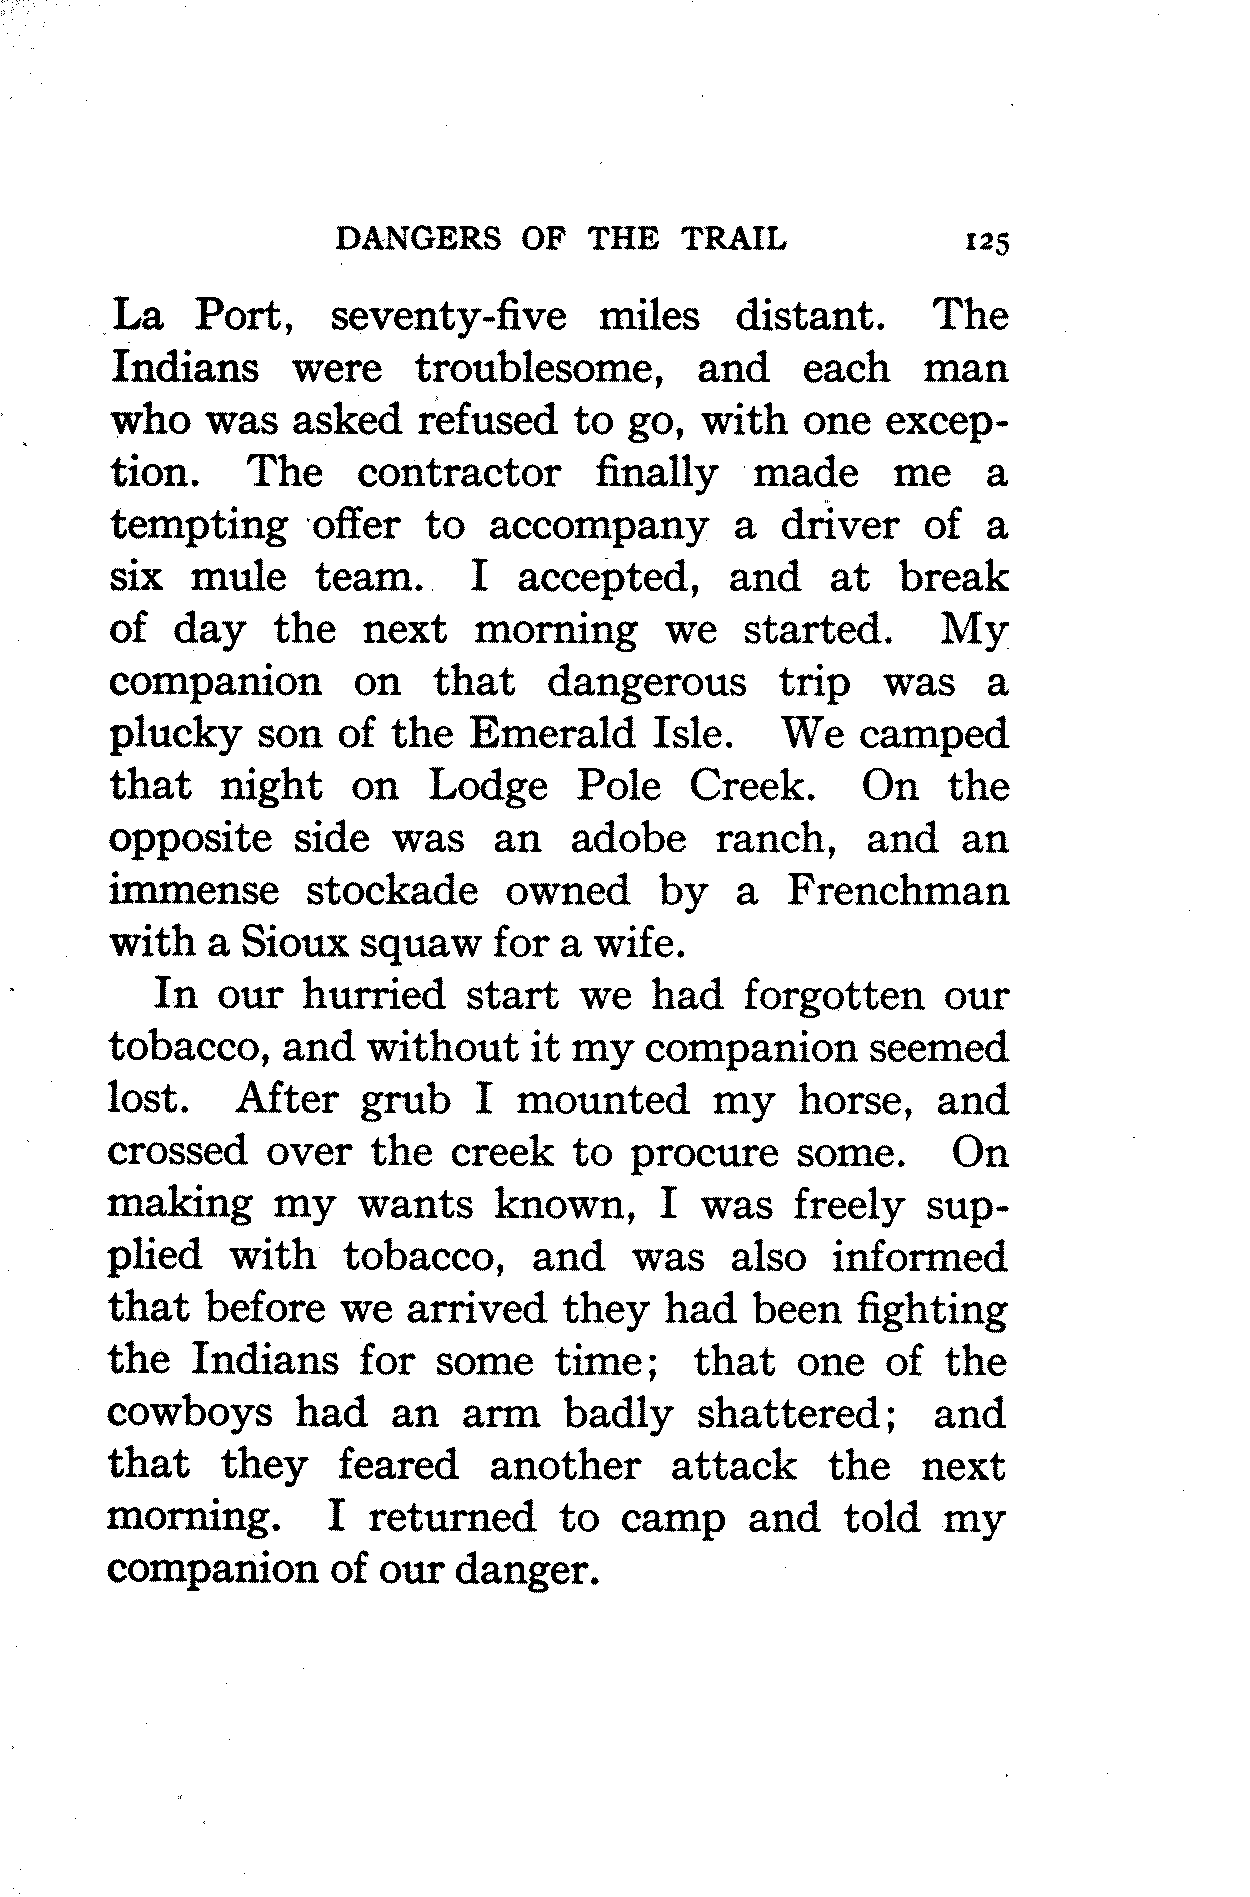 DANGERS OF THE TRAIL 125
La Port, seventy-five miles distant. The
Indians were troublesome, and each man
who was asked refused to go, with one excep-
tion. The contractor finally made me a
tempting offer to accompany a driver of a
six mule team. I accepted, and at break
of day the next morning we started. My
companion on that dangerous trip was a
plucky son of the Emerald Isle. We camped
that night on Lodge Pole Creek. On the
opposite side was an adobe ranch, and an
immense stockade owned by a Frenchman
with a Sioux squaw for a wife.
In our hurried start we had forgotten our
tobacco, and without it my companion seemed
lost. After grub I mounted my horse, and
crossed over the creek to procure some. On
making my wants known, I was freely sup-
plied with tobacco, and was also informed
that before we arrived they had been fighting
the Indians for some time; that one of the
cowboys had an arm badly shattered; and
that they feared another attack the next
morning. I returned to camp and told my
companion of our danger.